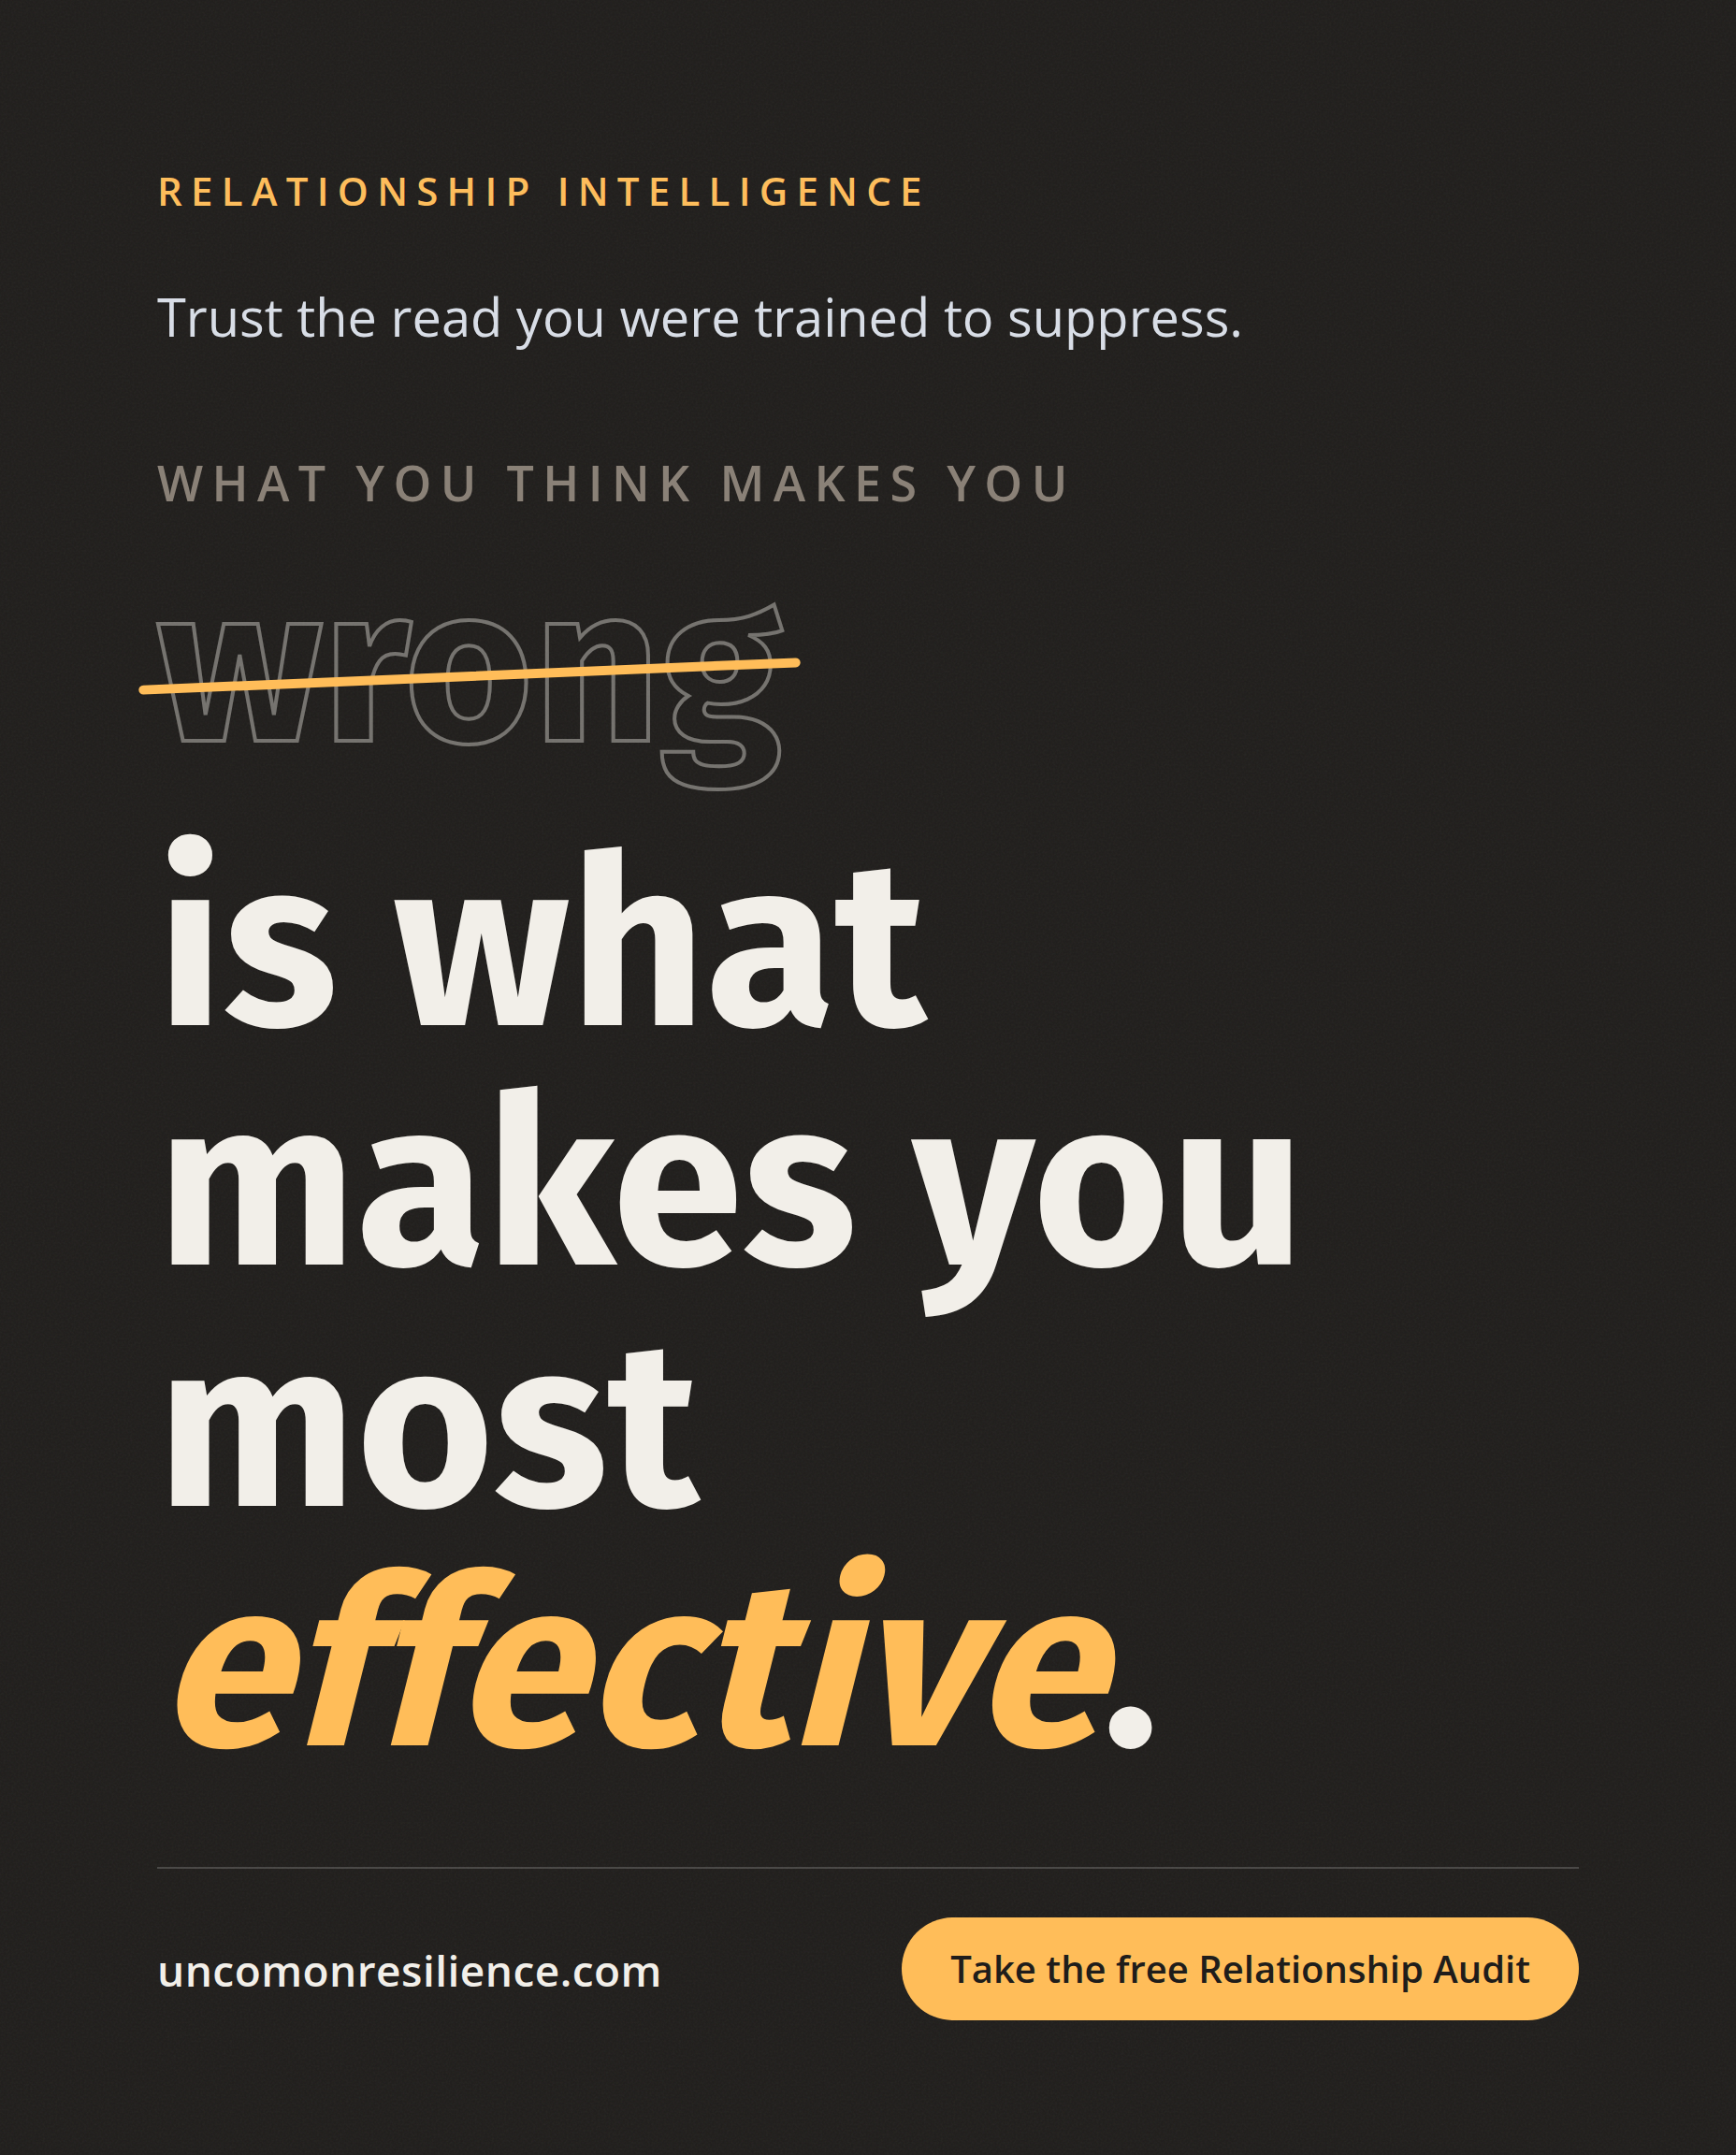 RELATIONSHIP INTELLIGENCE
Trust the read you were trained to suppress.
WHAT YOU THINK MAKES YOU
wrong
is what
makes you
most
effective.
uncomonresilience.com
Take the free Relationship Audit